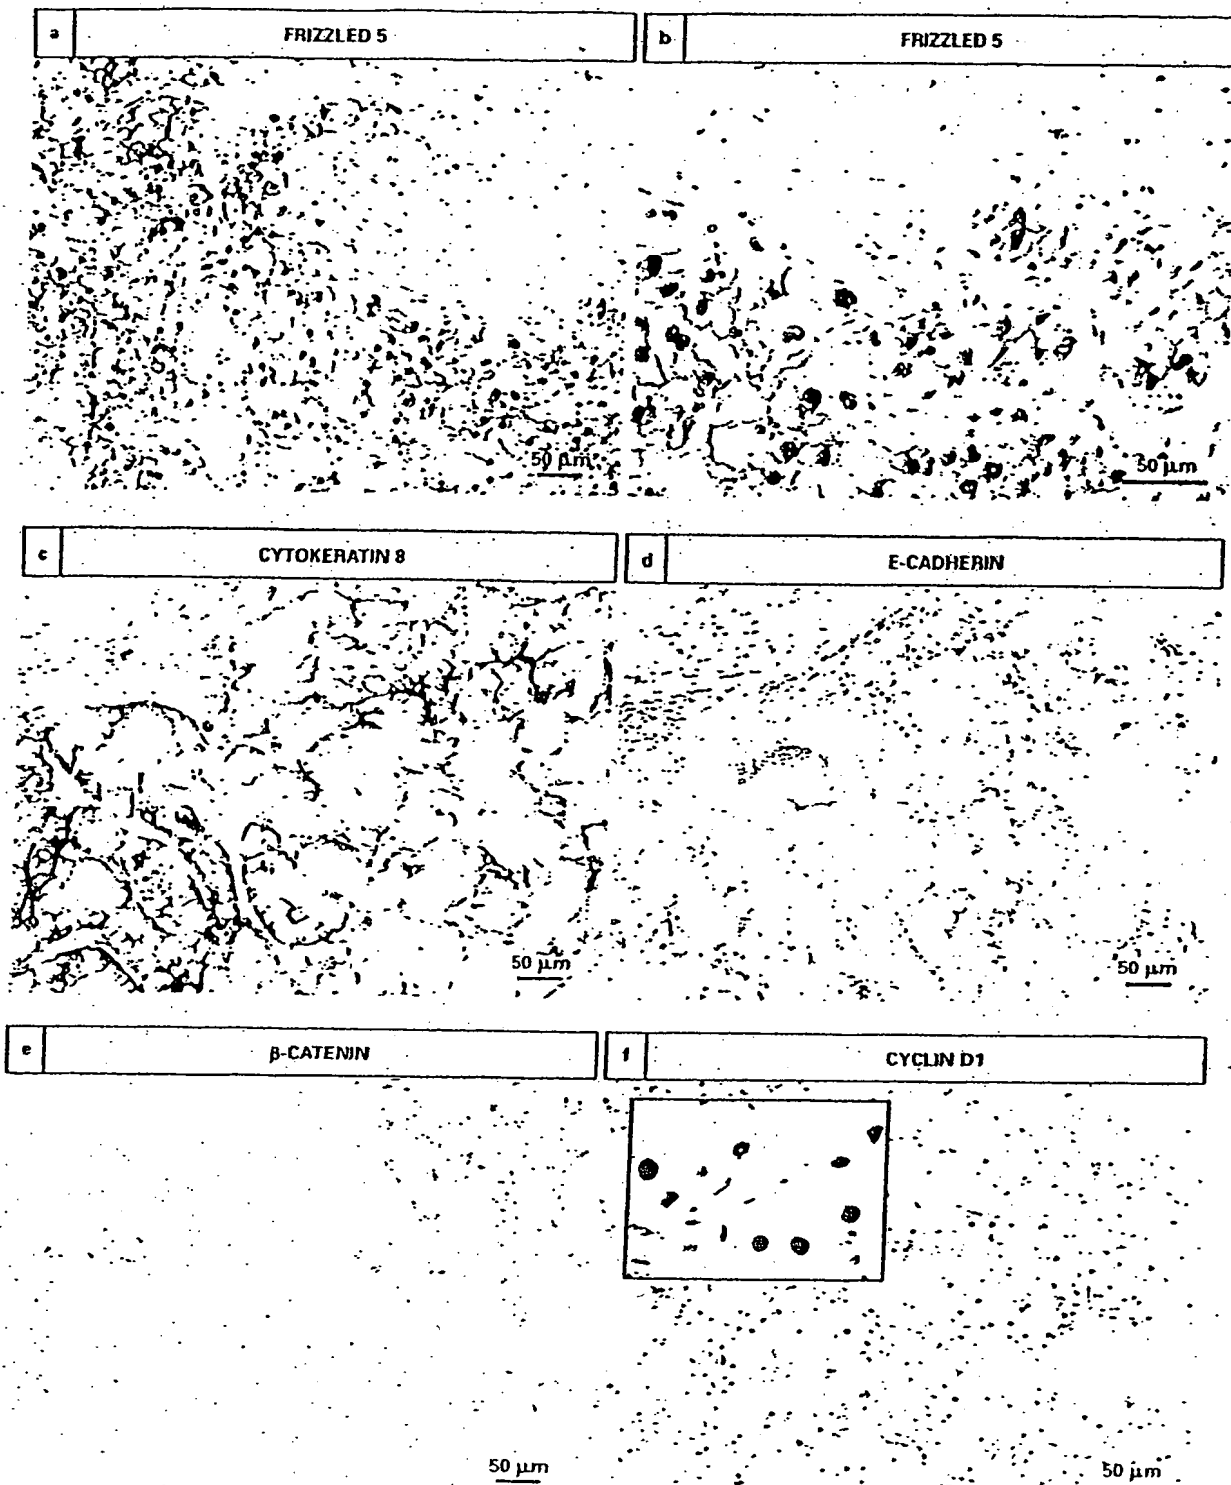 a FRIZZLED 5
b FRIZZLED 5
50 μm
50 μm
c CYTOKERATIN 8
d E-CADHERIN
50 μm
50 μm
e β-CATENIN
f CYCLIN D1
50 μm
50 μm